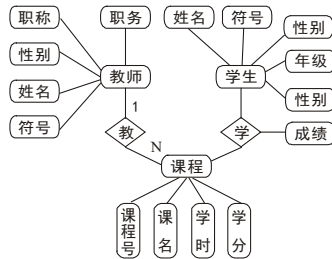 职称
职务
姓名
符号
性别
性别
教师
学生
年级
姓名
性别
符号
1
教
学
成绩
N
课程
课程号
课名
学时
学分